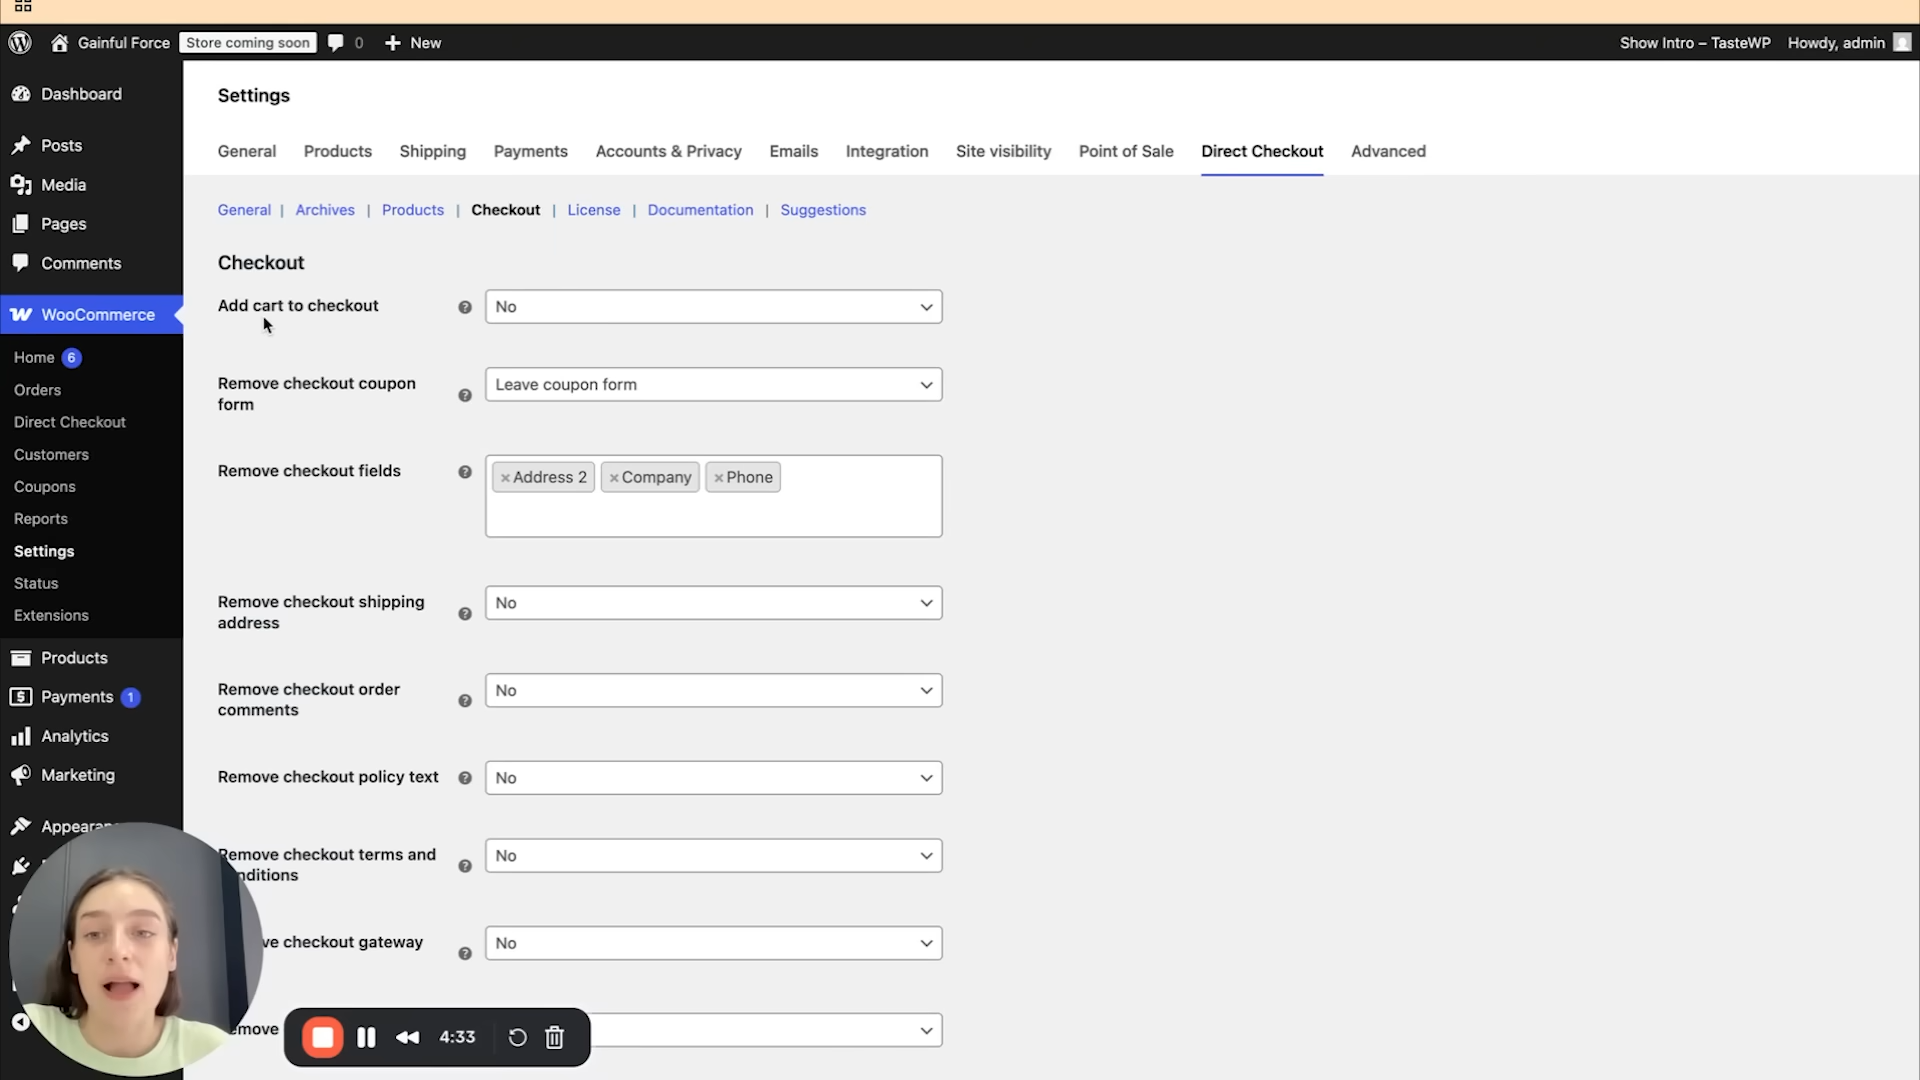 Gainful Force
Store coming soon
0
New
Show Intro – TasteWP
Howdy, admin
Dashboard
Posts
Media
Pages
Comments
WooCommerce
Home 6
Orders
Direct Checkout
Customers
Coupons
Reports
Settings
Status
Extensions
Products
Payments 1
Analytics
Marketing
Settings
General Products Shipping Payments Accounts & Privacy Emails Integration Site visibility Point of Sale Direct Checkout Advanced
General | Archives | Products | Checkout | License | Documentation | Suggestions
Checkout
Add cart to checkout
No
Remove checkout coupon
form
Leave coupon form
Remove checkout fields
× Address 2 × Company × Phone
Remove checkout shipping
address
No
Remove checkout order
comments
No
Remove checkout policy text
No
Remove checkout terms and
No
checkout gateway
No
4:33